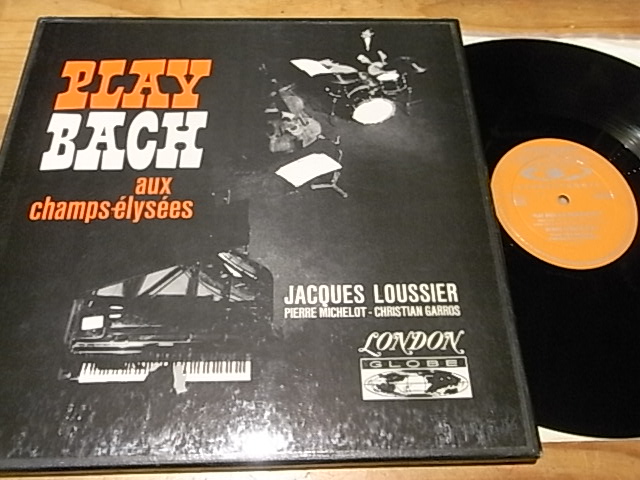 PLAY
BACH
aux
champs-élysées
JACQUES LOUSSIER
PIERRE MICHELOT - CHRISTIAN GARROS
LONDON
GLOBE